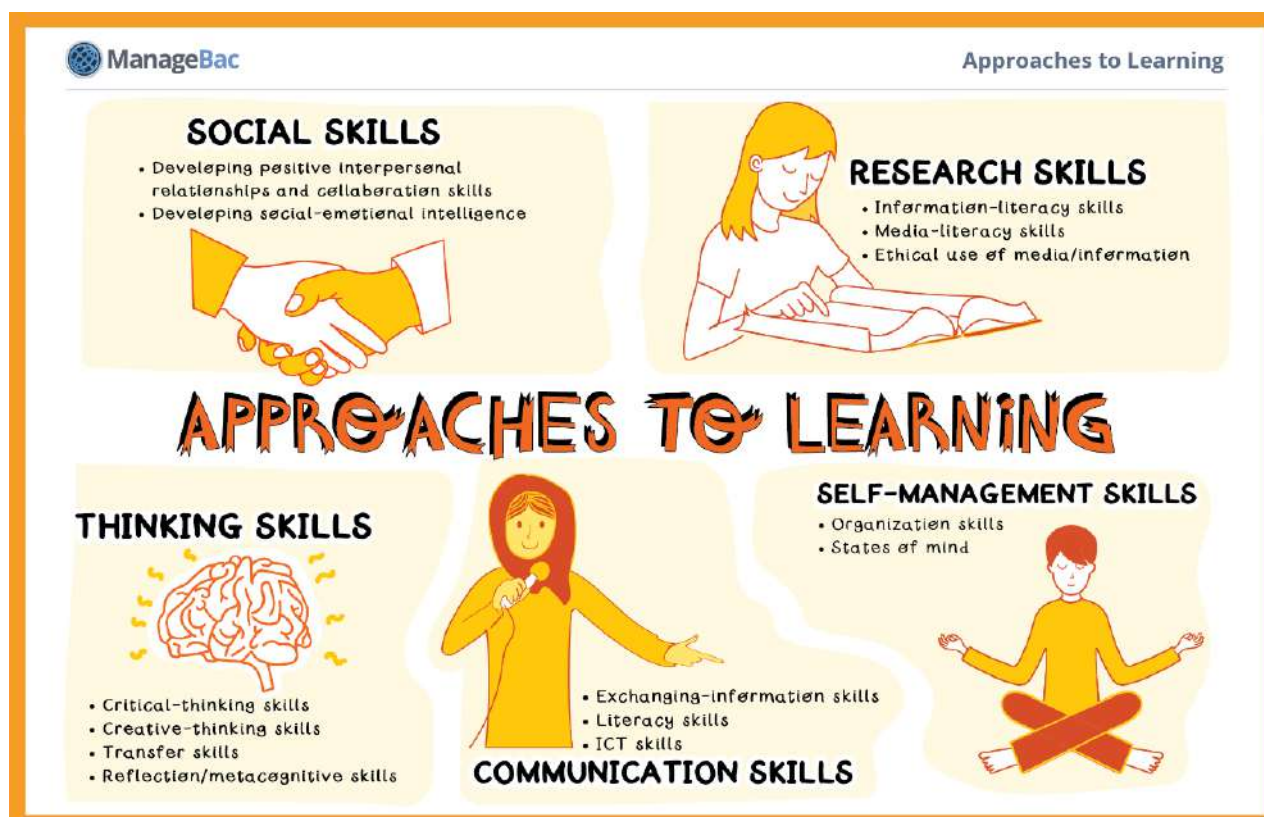 ManageBac
Approaches to Learning
SOCIAL SKILLS
• Developing positive interpersonal
relationships and collaboration skills
• Developing social-emotional intelligence
RESEARCH SKILLS
• Information-literacy skills
• Media-literacy skills
• Ethical use of media/information
APPROACHES TO LEARNING
THINKING SKILLS
• Critical-thinking skills
• Creative-thinking skills
• Transfer skills
• Reflection/metacognitive skills
• Exchanging-information skills
• Literacy skills
• ICT skills
COMMUNICATION SKILLS
SELF-MANAGEMENT SKILLS
• Organization skills
• States of mind